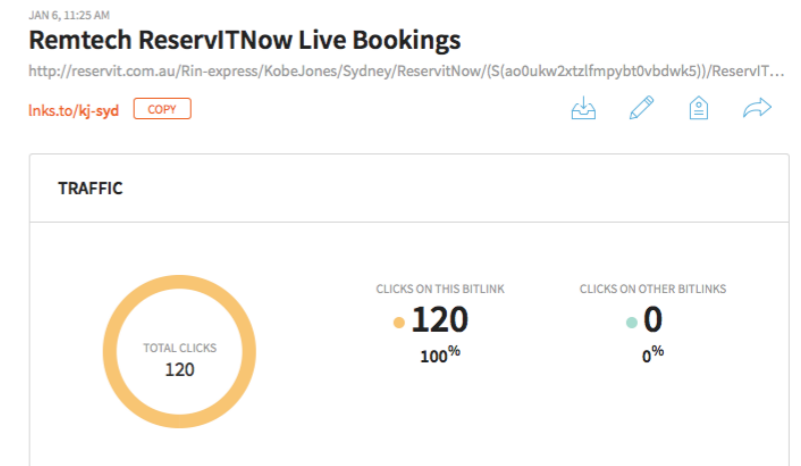 JAN 6, 11:25 AM
Remtech ReservITNow Live Bookings
http://reservit.com.au/Rin-express/KobeJones/Sydney/ReservitNow/(S(ao0ukw2xtzlfmpybt0vbdwk5))/ReservIT...
lnks.to/kj-syd COPY
TRAFFIC
CLICKS ON THIS BITLINK CLICKS ON OTHER BITLINKS
120 0
100% 0%
TOTAL CLICKS
120